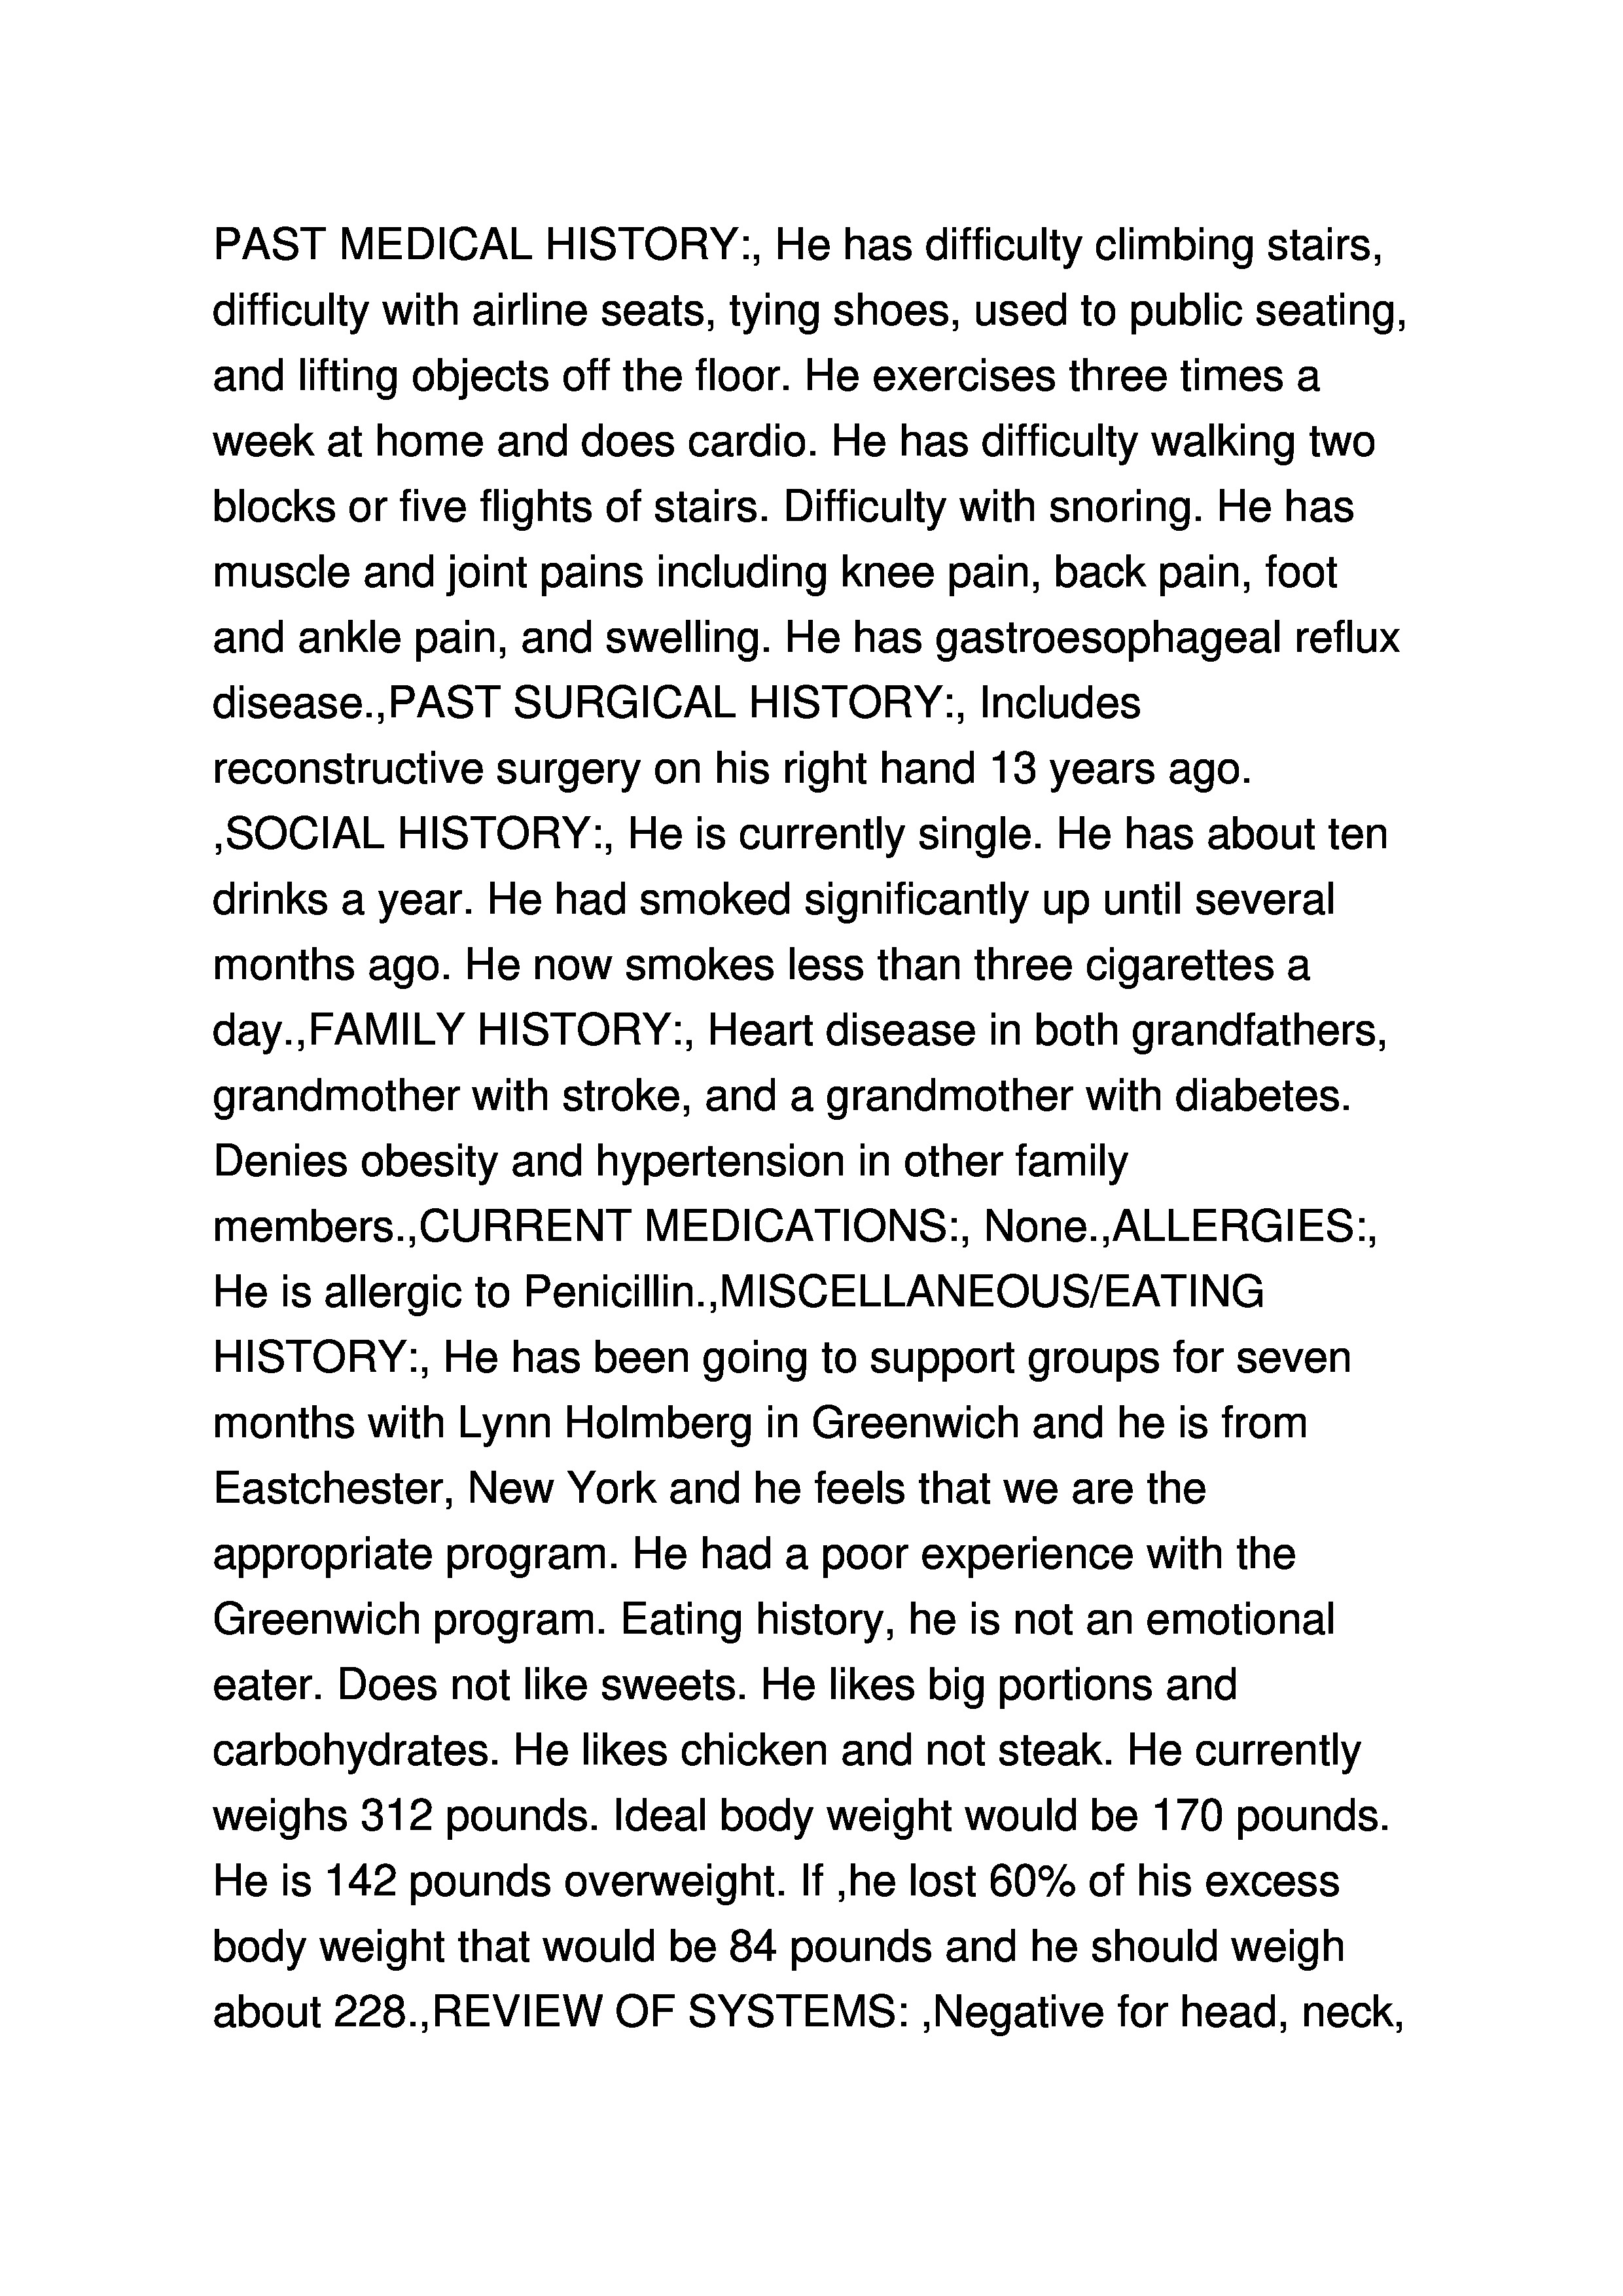 PAST MEDICAL HISTORY:, He has difficulty climbing stairs,
difficulty with airline seats, tying shoes, used to public seating,
and lifting objects off the floor. He exercises three times a
week at home and does cardio. He has difficulty walking two
blocks or five flights of stairs. Difficulty with snoring. He has
muscle and joint pains including knee pain, back pain, foot
and ankle pain, and swelling. He has gastroesophageal reflux
disease.,PAST SURGICAL HISTORY:, Includes
reconstructive surgery on his right hand 13 years ago.
,SOCIAL HISTORY:, He is currently single. He has about ten
drinks a year. He had smoked significantly up until several
months ago. He now smokes less than three cigarettes a
day.,FAMILY HISTORY:, Heart disease in both grandfathers,
grandmother with stroke, and a grandmother with diabetes.
Denies obesity and hypertension in other family
members.,CURRENT MEDICATIONS:, None.,ALLERGIES:,
He is allergic to Penicillin.,MISCELLANEOUS/EATING
HISTORY:, He has been going to support groups for seven
months with Lynn Holmberg in Greenwich and he is from
Eastchester, New York and he feels that we are the
appropriate program. He had a poor experience with the
Greenwich program. Eating history, he is not an emotional
eater. Does not like sweets. He likes big portions and
carbohydrates. He likes chicken and not steak. He currently
weighs 312 pounds. Ideal body weight would be 170 pounds.
He is 142 pounds overweight. If ,he lost 60% of his excess
body weight that would be 84 pounds and he should weigh
about 228.,REVIEW OF SYSTEMS: ,Negative for head, neck,